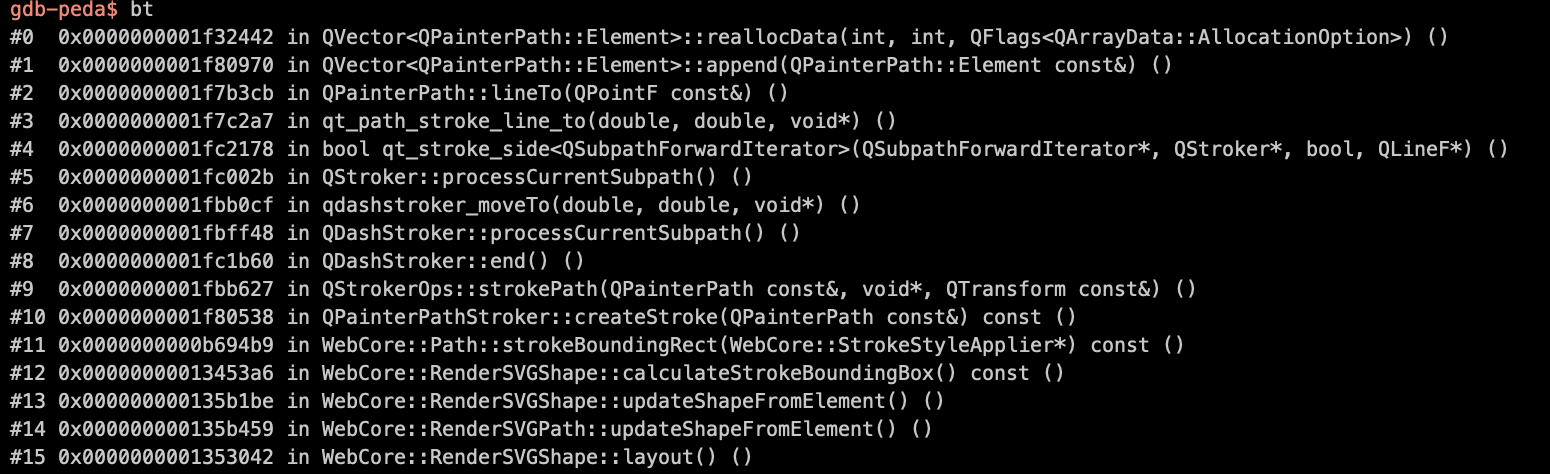 gdb-peda$ bt
#0  0x0000000001f32442 in QVector<QPainterPath::Element>::reallocData(int, int, QFlags<QArrayData::AllocationOption>) ()
#1  0x0000000001f80970 in QVector<QPainterPath::Element>::append(QPainterPath::Element const&) ()
#2  0x0000000001f7b3cb in QPainterPath::lineTo(QPointF const&) ()
#3  0x0000000001f7c2a7 in qt_path_stroke_line_to(double, double, void*) ()
#4  0x0000000001fc2178 in bool qt_stroke_side<QSubpathForwardIterator>(QSubpathForwardIterator*, QStroker*, bool, QLineF*) ()
#5  0x0000000001fc002b in QStroker::processCurrentSubpath() ()
#6  0x0000000001fbb0cf in qdashstroker_moveTo(double, double, void*) ()
#7  0x0000000001fbff48 in QDashStroker::processCurrentSubpath() ()
#8  0x0000000001fc1b60 in QDashStroker::end() ()
#9  0x0000000001fbb627 in QStrokerOps::strokePath(QPainterPath const&, void*, QTransform const&) ()
#10 0x0000000001f80538 in QPainterPathStroker::createStroke(QPainterPath const&) const ()
#11 0x0000000000b694b9 in WebCore::Path::strokeBoundingRect(WebCore::StrokeStyleApplier*) const ()
#12 0x00000000013453a6 in WebCore::RenderSVGShape::calculateStrokeBoundingBox() const ()
#13 0x000000000135b1be in WebCore::RenderSVGShape::updateShapeFromElement() ()
#14 0x000000000135b459 in WebCore::RenderSVGPath::updateShapeFromElement() ()
#15 0x0000000001353042 in WebCore::RenderSVGShape::layout() ()